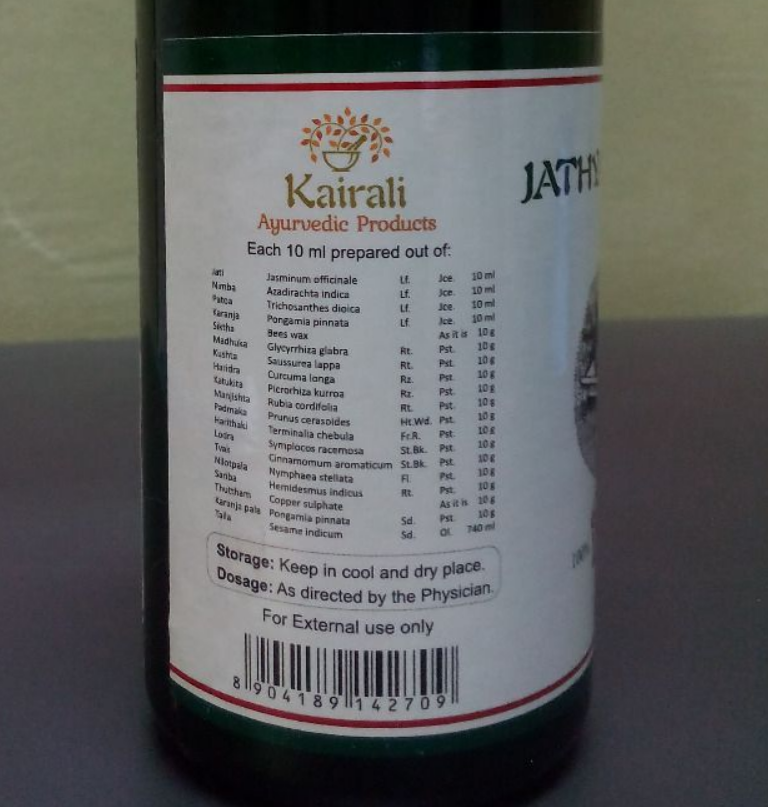 Kairali
Ayurvedic Products
JATHY
Each 10 ml prepared out of:
Jati Jasminum officinale Lf. Jce. 10 ml
Nimba Azadirachta indica Lf. Jce. 10 ml
Patoa Trichosanthes dioica Lf. Jce. 10 ml
Karanja Pongamia pinnata Lf. Jce. 10 ml
Siktha Bees wax As it is 10 g
Madhuka Glycyrrhiza glabra Rt. Pst. 10 g
Kushta Saussurea lappa Rt. Pst. 10 g
Haridra Curcuma longa Rz. Pst. 10 g
Katukita Picrorhiza kurroa Rz. Pst. 10 g
Manjishta Rubia cordifolia Rt. Pst. 10 g
Padmaka Prunus cerasoides Ht.Wd. Pst. 10 g
Harithaki Terminalia chebula Fr.R. Pst. 10 g
Lodra Symplocos racemosa St.Bk. Pst. 10 g
Tvak Cinnamomum aromaticum St.Bk. Pst. 10 g
Nilotpala Nymphaea stellata Fl. Pst. 10 g
Sariba Hemidesmus indicus Rt. Pst. 10 g
Thuttham Copper sulphate As it is 10 g
Karanja pala Pongamia pinnata Sd. Pst. 10 g
Taila Sesame indicum Sd. Ol. 740 ml
Storage: Keep in cool and dry place.
Dosage: As directed by the Physician.
For External use only
8 904189 142709
100%